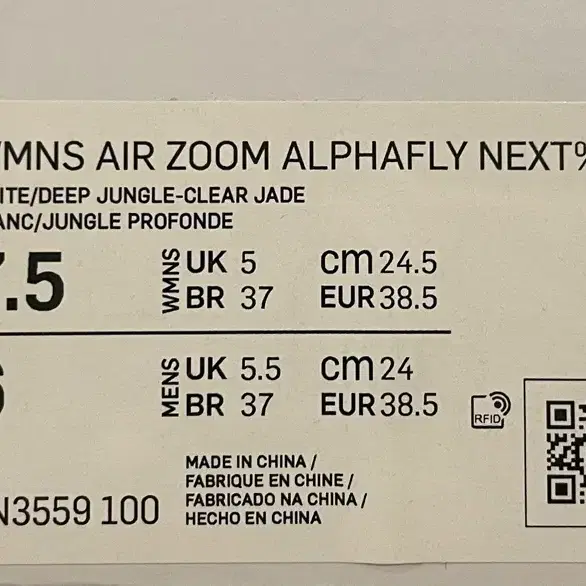 WMNS AIR ZOOM ALPHAFLY NEXT%
ITE/DEEP JUNGLE-CLEAR JADE
ANC/JUNGLE PROFONDE
7.5
WMNS
UK 5
cm 24.5
BR 37
EUR 38.5
6
MENS
UK 5.5
cm 24
BR 37
EUR 38.5
RFID
MADE IN CHINA /
FABRIQUE EN CHINE /
FABRICADO NA CHINA /
HECHO EN CHINA
N3559 100